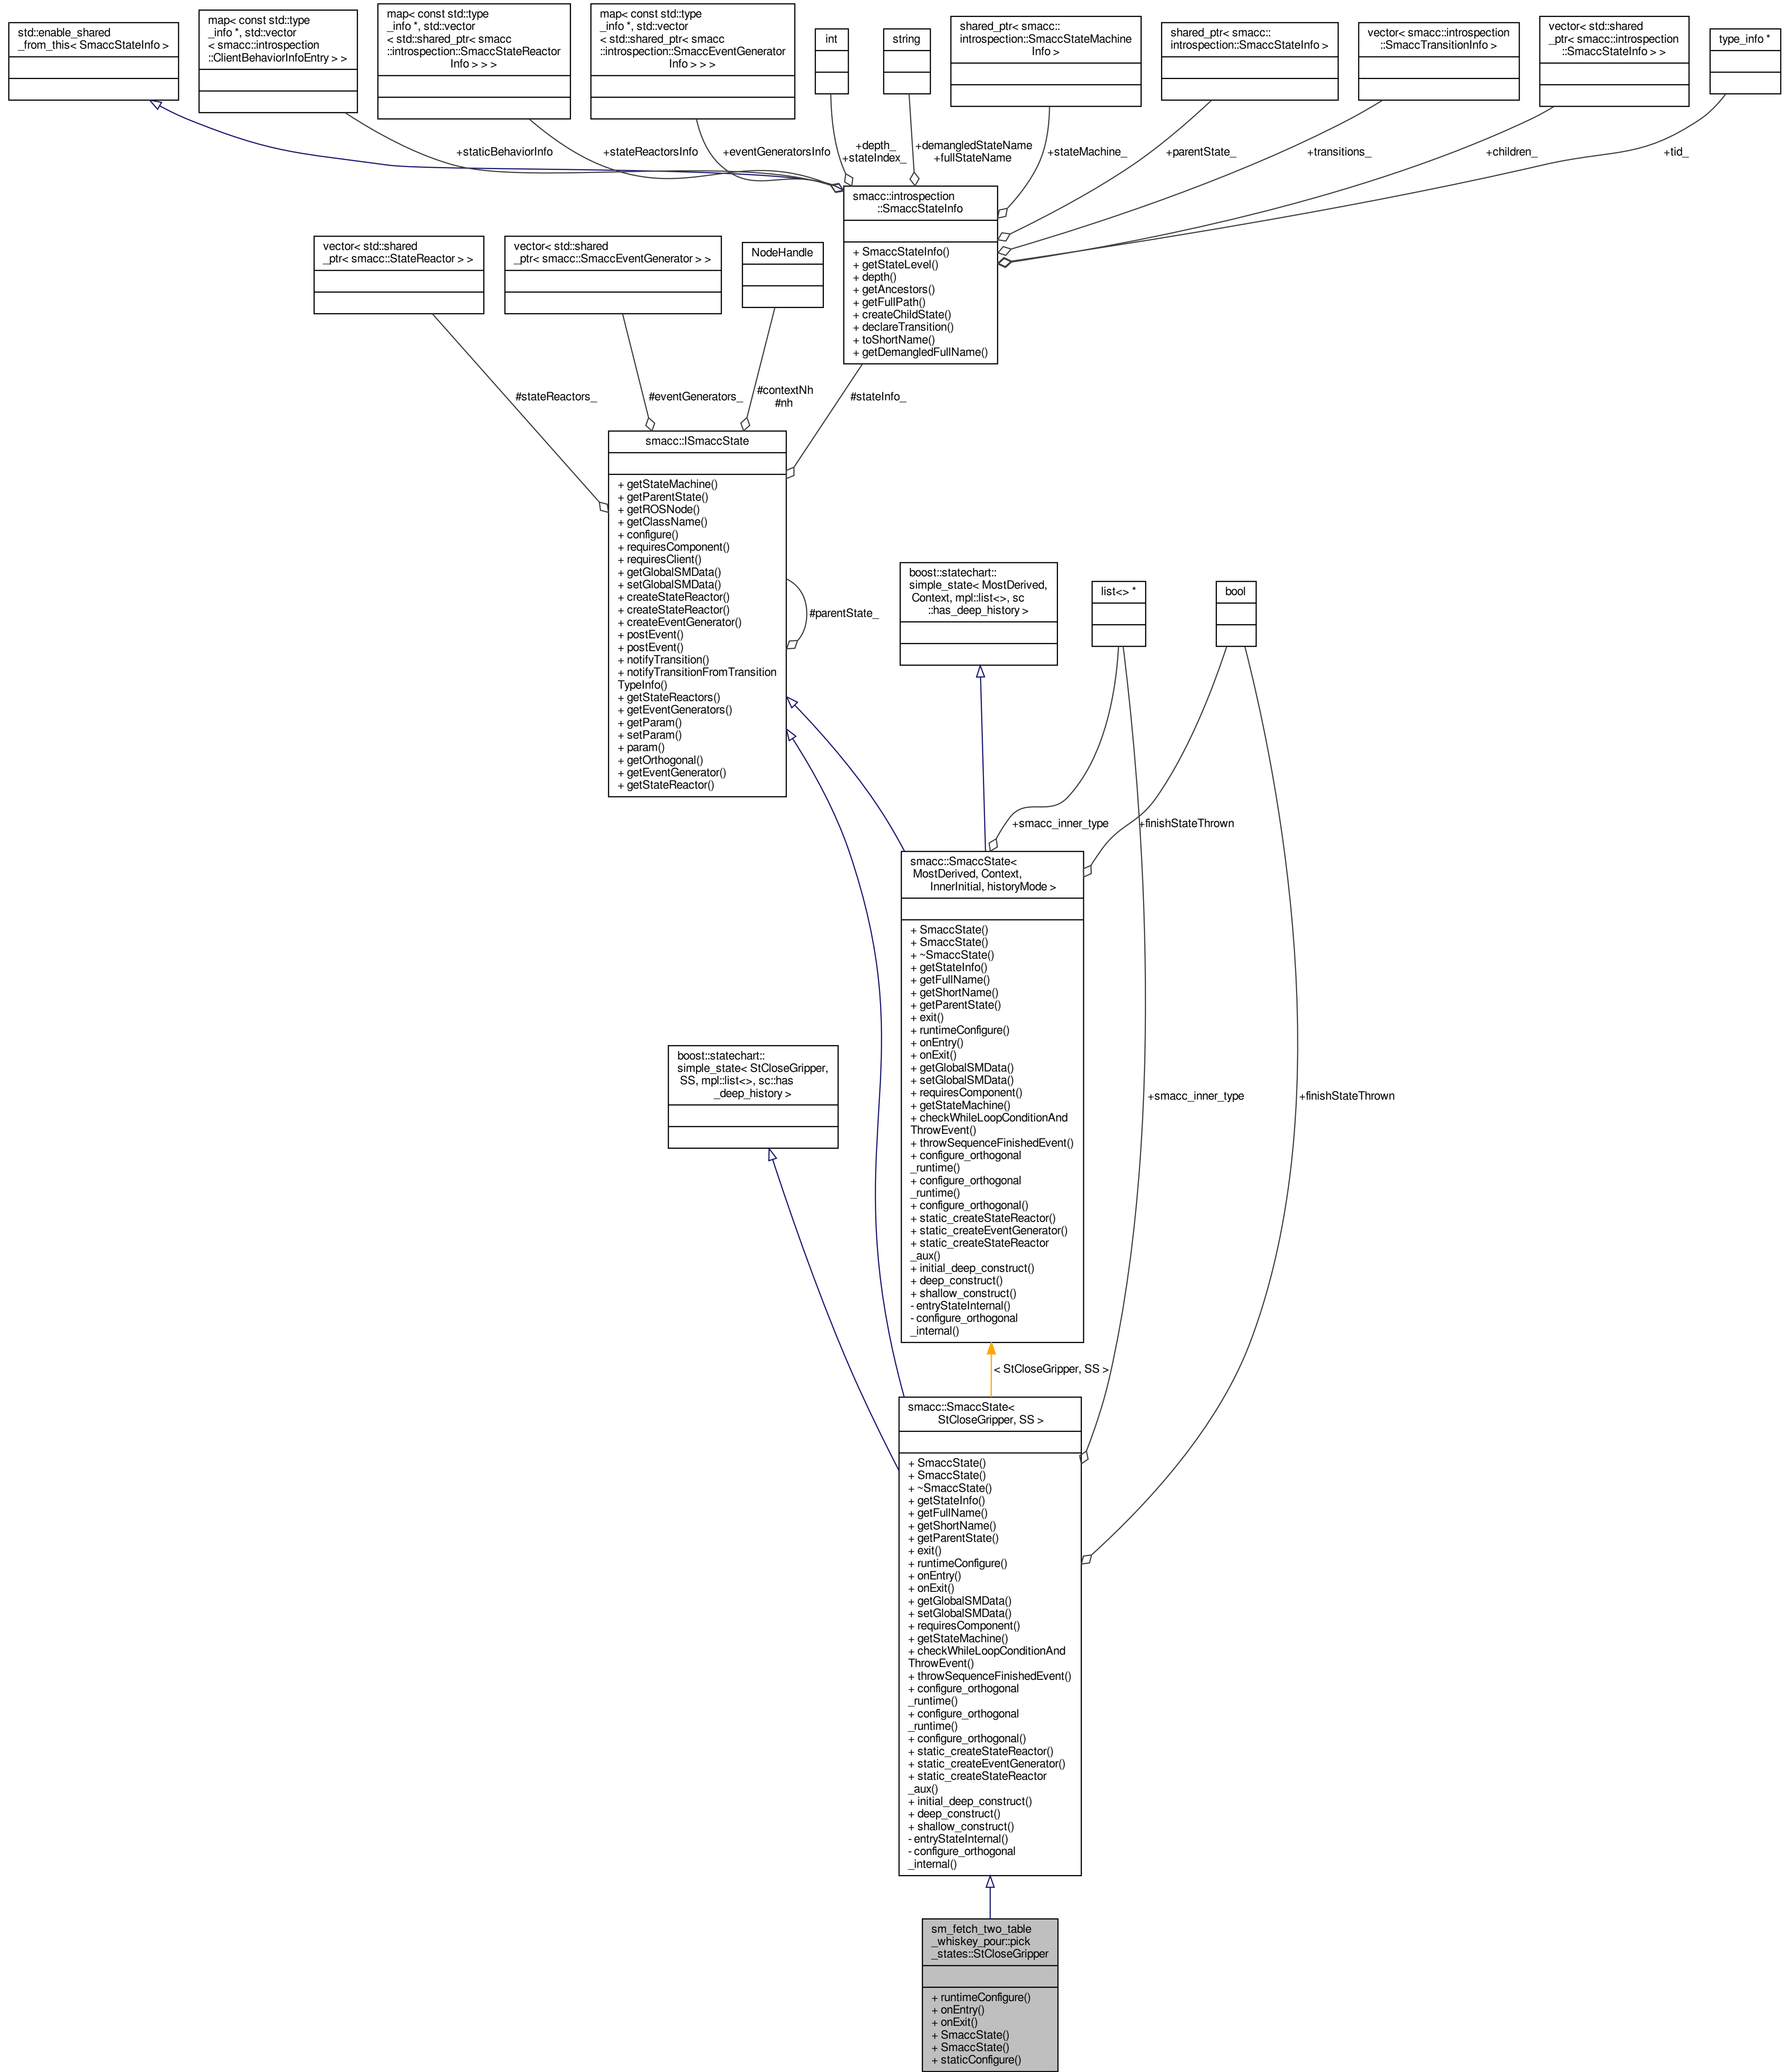 std::enable_shared
_from_this< SmaccStateInfo >
map< const std::type
_info *, std::vector
< smacc::introspection
::ClientBehaviorInfoEntry > >
map< const std::type
_info *, std::vector
< std::shared_ptr< smacc
::introspection::SmaccStateReactor
Info > > >
map< const std::type
_info *, std::vector
< std::shared_ptr< smacc
::introspection::SmaccEventGenerator
Info > > >
int
string
shared_ptr< smacc::
introspection::SmaccStateMachine
Info >
shared_ptr< smacc::
introspection::SmaccStateInfo >
vector< smacc::introspection
::SmaccTransitionInfo >
vector< std::shared
_ptr< smacc::introspection
::SmaccStateInfo > >
type_info *
+staticBehaviorInfo
+stateReactorsInfo
+eventGeneratorsInfo
+depth_
+stateIndex_
+demangledStateName
+fullStateName
+stateMachine_
+parentState_
+transitions_
+children_
+tid_
smacc::introspection
::SmaccStateInfo
+ SmaccStateInfo()
+ getStateLevel()
+ depth()
+ getAncestors()
+ getFullPath()
+ createChildState()
+ declareTransition()
+ toShortName()
+ getDemangledFullName()
vector< std::shared
_ptr< smacc::StateReactor > >
vector< std::shared
_ptr< smacc::SmaccEventGenerator > >
NodeHandle
#stateReactors_
#eventGenerators_
#contextNh
#nh
#stateInfo_
smacc::ISmaccState
+ getStateMachine()
+ getParentState()
+ getROSNode()
+ getClassName()
+ configure()
+ requiresComponent()
+ requiresClient()
+ getGlobalSMData()
+ setGlobalSMData()
+ createStateReactor()
+ createStateReactor()
+ createEventGenerator()
+ postEvent()
+ postEvent()
+ notifyTransition()
+ notifyTransitionFromTransition
TypeInfo()
+ getStateReactors()
+ getEventGenerators()
+ getParam()
+ setParam()
+ param()
+ getOrthogonal()
+ getEventGenerator()
+ getStateReactor()
#parentState_
boost::statechart::
simple_state< MostDerived,
Context, mpl::list<>, sc
::has_deep_history >
list<> *
bool
+smacc_inner_type
+finishStateThrown
smacc::SmaccState<
MostDerived, Context,
InnerInitial, historyMode >
+ SmaccState()
+ SmaccState()
+ ~SmaccState()
+ getStateInfo()
+ getFullName()
+ getShortName()
+ getParentState()
+ exit()
+ runtimeConfigure()
+ onEntry()
+ onExit()
+ getGlobalSMData()
+ setGlobalSMData()
+ requiresComponent()
+ getStateMachine()
+ checkWhileLoopConditionAnd
ThrowEvent()
+ throwSequenceFinishedEvent()
+ configure_orthogonal
_runtime()
+ configure_orthogonal
_runtime()
+ configure_orthogonal()
+ static_createStateReactor()
+ static_createEventGenerator()
+ static_createStateReactor
_aux()
+ initial_deep_construct()
+ deep_construct()
+ shallow_construct()
- entryStateInternal()
- configure_orthogonal
_internal()
boost::statechart::
simple_state< StCloseGripper,
SS, mpl::list<>, sc::has
_deep_history >
+smacc_inner_type
+finishStateThrown
< StCloseGripper, SS >
smacc::SmaccState<
StCloseGripper, SS >
+ SmaccState()
+ SmaccState()
+ ~SmaccState()
+ getStateInfo()
+ getFullName()
+ getShortName()
+ getParentState()
+ exit()
+ runtimeConfigure()
+ onEntry()
+ onExit()
+ getGlobalSMData()
+ setGlobalSMData()
+ requiresComponent()
+ getStateMachine()
+ checkWhileLoopConditionAnd
ThrowEvent()
+ throwSequenceFinishedEvent()
+ configure_orthogonal
_runtime()
+ configure_orthogonal
_runtime()
+ configure_orthogonal()
+ static_createStateReactor()
+ static_createEventGenerator()
+ static_createStateReactor
_aux()
+ initial_deep_construct()
+ deep_construct()
+ shallow_construct()
- entryStateInternal()
- configure_orthogonal
_internal()
sm_fetch_two_table
_whiskey_pour::pick
_states::StCloseGripper
+ runtimeConfigure()
+ onEntry()
+ onExit()
+ SmaccState()
+ SmaccState()
+ staticConfigure()